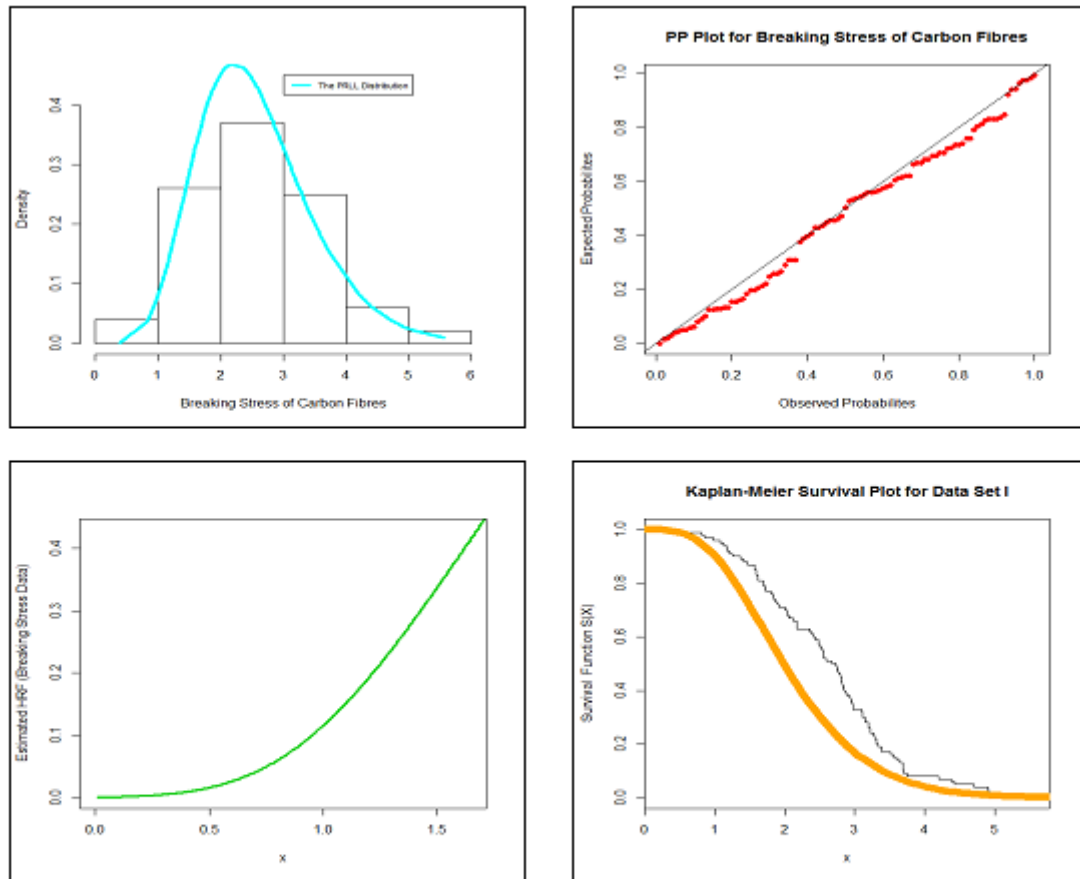 The PRLL Distribution
Density
0.0 0.1 0.2 0.3 0.4
0 1 2 3 4 5 6
Breaking Stress of Carbon Fibres
PP Plot for Breaking Stress of Carbon Fibres
Expected Probabilites
0.0 0.2 0.4 0.6 0.8 1.0
0.0 0.2 0.4 0.6 0.8 1.0
Observed Probabilites
Estimated HRF (Breaking Stress Data)
0.0 0.1 0.2 0.3 0.4
0.0 0.5 1.0 1.5
x
Kaplan-Meier Survival Plot for Data Set I
Survival Function S(X)
0.0 0.2 0.4 0.6 0.8 1.0
0 1 2 3 4 5
x